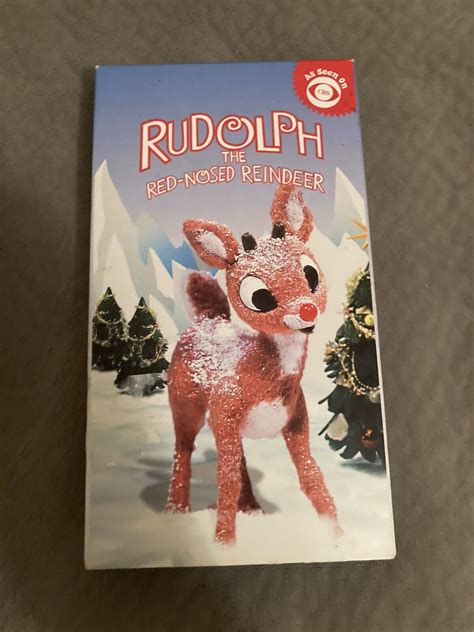 As Seen on
CBS
RUDOLPH
THE
RED-NOSED REINDEER